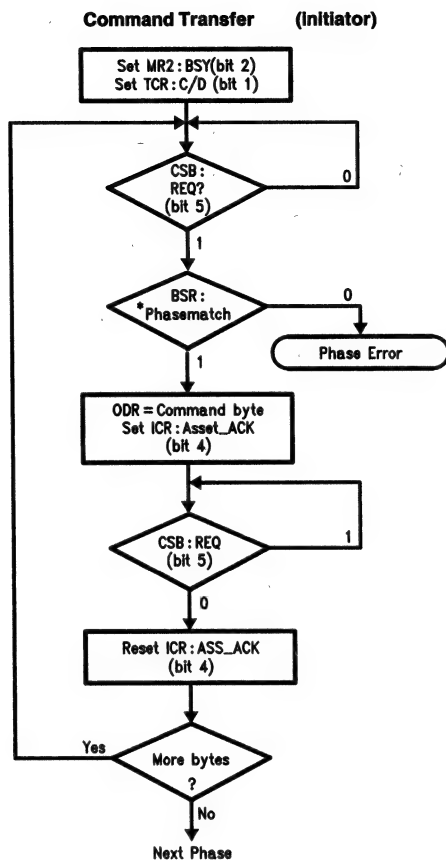 Command Transfer (Initiator)
Set MR2:BSY(bit 2)
Set TCR:C/D (bit 1)
CSB:
REQ?
(bit 5)
0
1
BSR:
*Phasematch
0
Phase Error
1
ODR=Command byte
Set ICR:Asset_ACK
(bit 4)
CSB:REQ
(bit 5)
1
0
Reset ICR:ASS_ACK
(bit 4)
Yes
More bytes
?
No
Next Phase